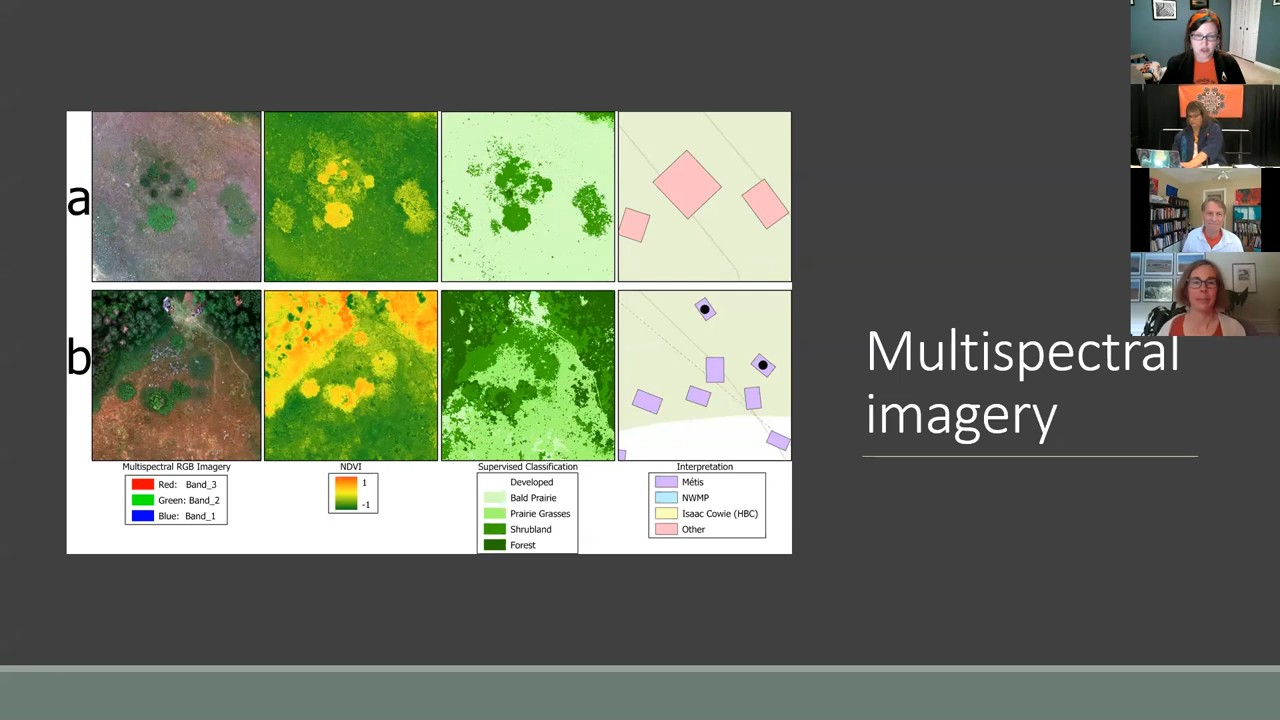 a
b
Multispectral RGB Imagery
Red: Band_3
Green: Band_2
Blue: Band_1
NDVI
1
-1
Supervised Classification
Developed
Bald Prairie
Prairie Grasses
Shrubland
Forest
Interpretation
Métis
NWMP
Isaac Cowie (HBC)
Other
Multispectral
imagery